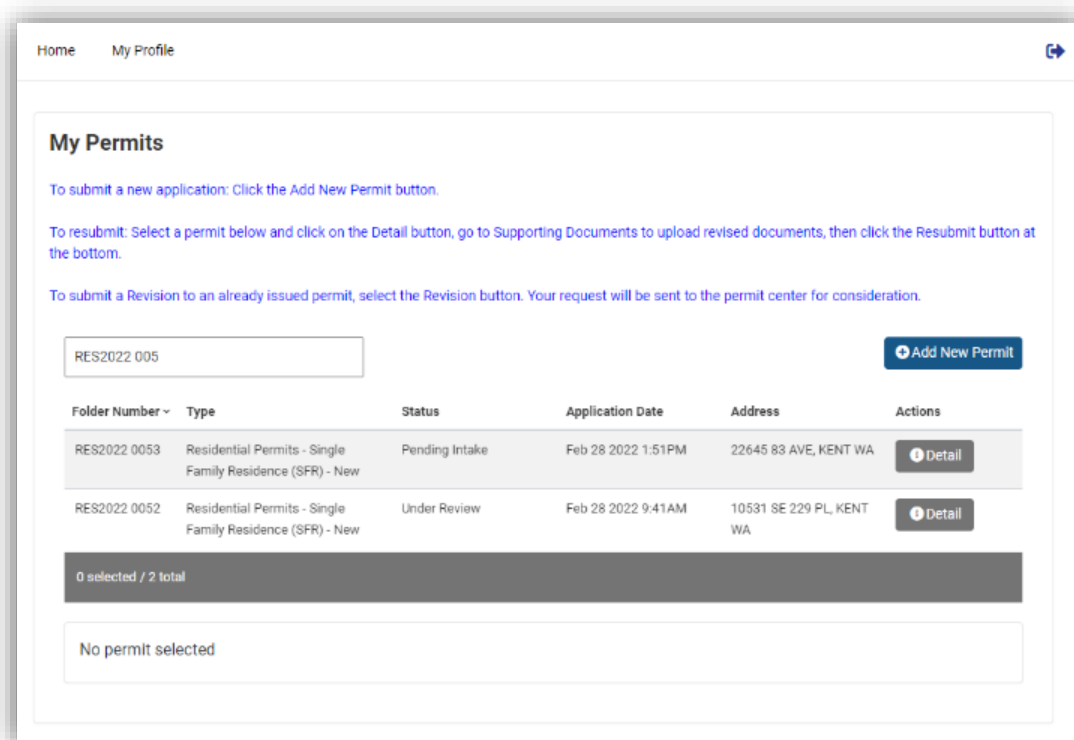 Home My Profile
My Permits
To submit a new application: Click the Add New Permit button.
To resubmit: Select a permit below and click on the Detail button, go to Supporting Documents to upload revised documents, then click the Resubmit button at
the bottom.
To submit a Revision to an already issued permit, select the Revision button. Your request will be sent to the permit center for consideration.
RES2022 005
Add New Permit
Folder Number Type Status Application Date Address Actions
RES2022 0053 Residential Permits - Single Pending Intake Feb 28 2022 1:51PM 22645 83 AVE, KENT WA Detail
Family Residence (SFR) - New
RES2022 0052 Residential Permits - Single Under Review Feb 28 2022 9:41AM 10531 SE 229 PL, KENT Detail
Family Residence (SFR) - New WA
0 selected / 2 total
No permit selected